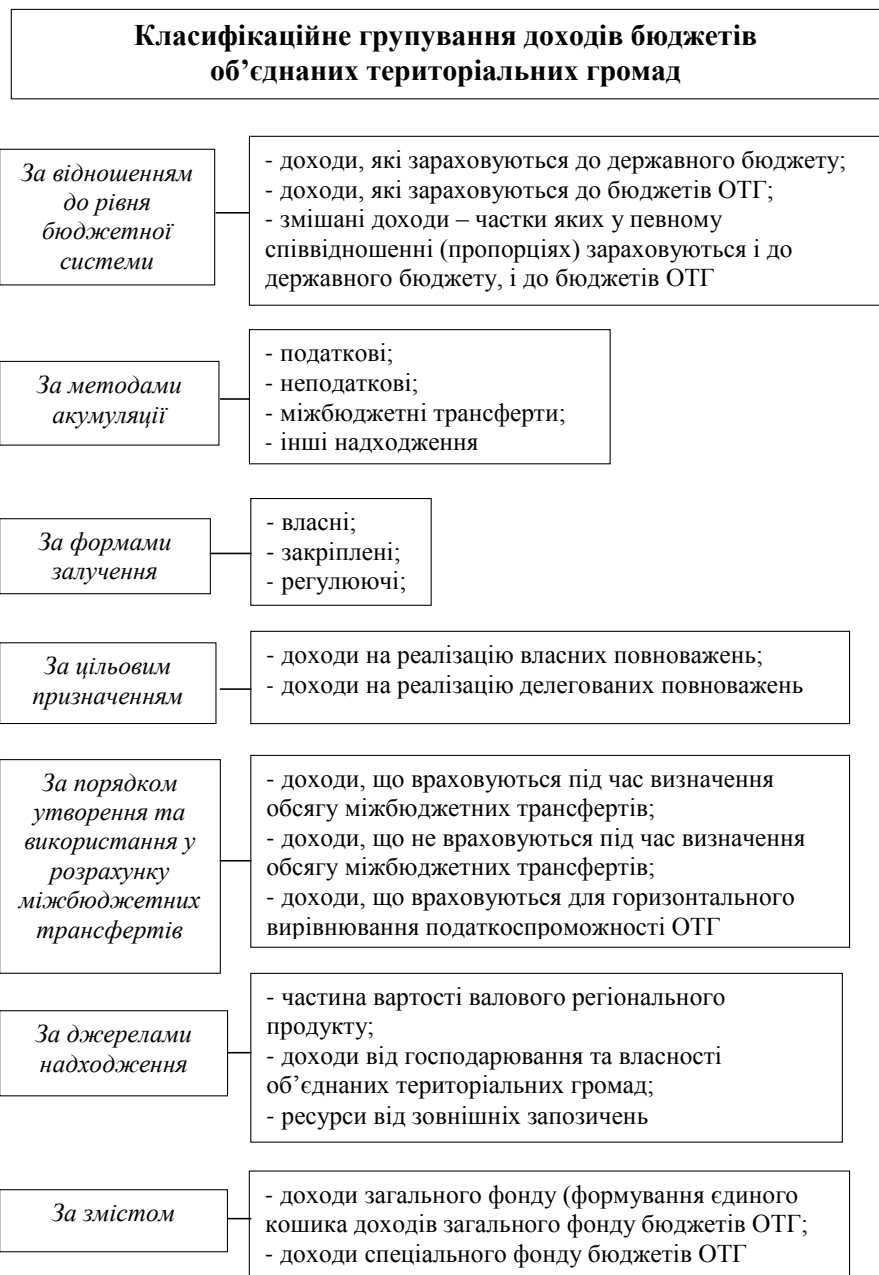 Класифікаційне групування доходів бюджетів
об’єднаних територіальних громад
За відношенням
до рівня
бюджетної
системи
- доходи, які зараховуються до державного бюджету;
- доходи, які зараховуються до бюджетів ОТГ;
- змішані доходи – частки яких у певному
співвідношенні (пропорціях) зараховуються і до
державного бюджету, і до бюджетів ОТГ
За методами
акумуляції
- податкові;
- неподаткові;
- міжбюджетні трансферти;
- інші надходження
За формами
залучення
- власні;
- закріплені;
- регулюючі;
За цільовим
призначенням
- доходи на реалізацію власних повноважень;
- доходи на реалізацію делегованих повноважень
За порядком
утворення та
використання у
розрахунку
міжбюджетних
трансфертів
- доходи, що враховуються під час визначення
обсягу міжбюджетних трансфертів;
- доходи, що не враховуються під час визначення
обсягу міжбюджетних трансфертів;
- доходи, що враховуються для горизонтального
вирівнювання податкоспроможності ОТГ
За джерелами
надходження
- частина вартості валового регіонального
продукту;
- доходи від господарювання та власності
об’єднаних територіальних громад;
- ресурси від зовнішніх запозичень
За змістом
- доходи загального фонду (формування єдиного
кошика доходів загального фонду бюджетів ОТГ;
- доходи спеціального фонду бюджетів ОТГ